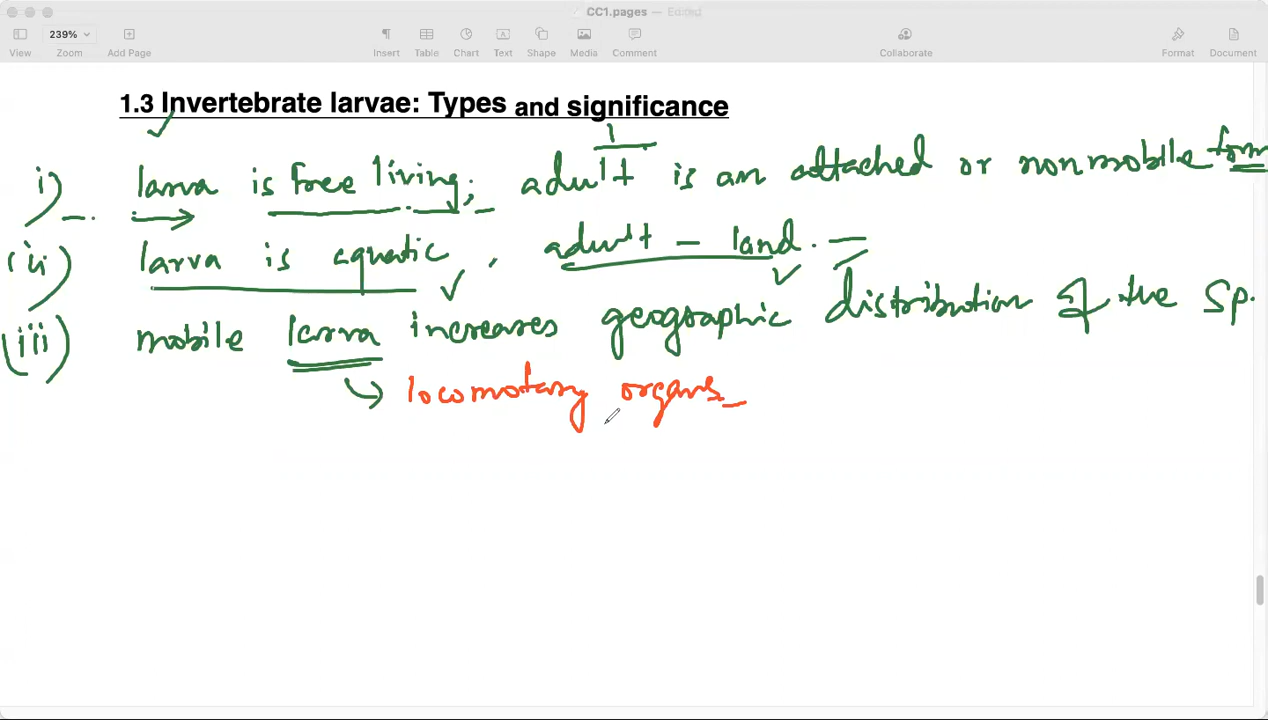 CC1.pages — Edited
239%
View Zoom Add Page Insert Table Chart Text Shape Media Comment Collaborate Format Document
1.3 Invertebrate larvae: Types and significance
i) larva is free living; adult is an attached or nonmobile form
(ii) larva is aquatic, adult - land.
(iii) mobile larva increases geographic distribution of the sp.
locomotary organs